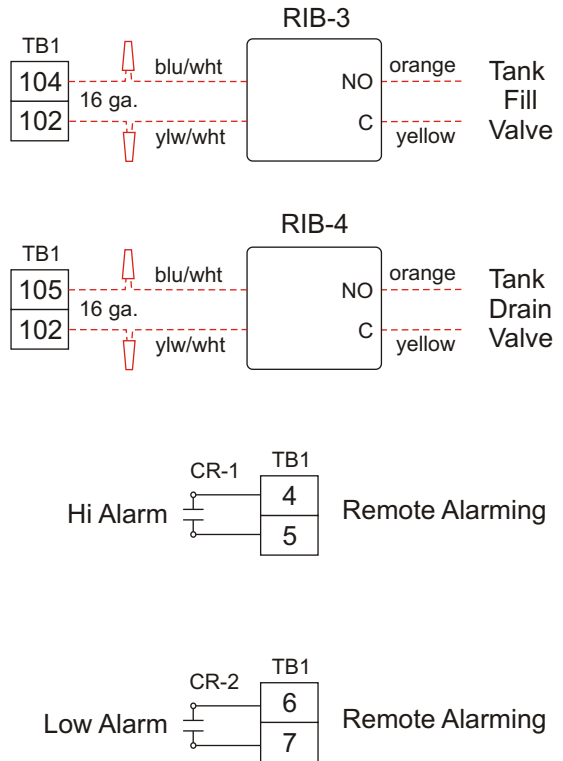 RIB-3
TB1
104 blu/wht NO orange Tank
16 ga. Fill
102 ylw/wht C yellow Valve
RIB-4
TB1
105 blu/wht NO orange Tank
16 ga. Drain
102 ylw/wht C yellow Valve
CR-1 TB1
4
Hi Alarm Remote Alarming
5
CR-2 TB1
6
Low Alarm Remote Alarming
7